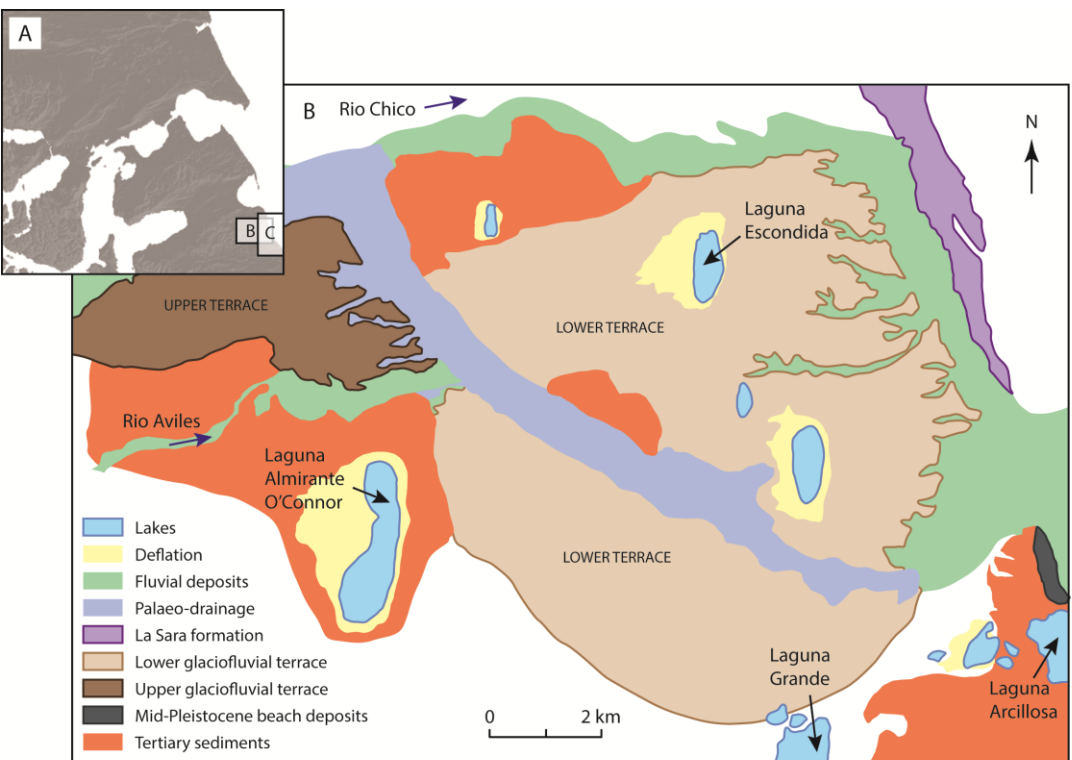 A
B
C
B
Rio Chico
N
Laguna
Escondida
UPPER TERRACE
LOWER TERRACE
Rio Aviles
Laguna
Almirante
O'Connor
LOWER TERRACE
Laguna
Grande
Laguna
Arcillosa
Lakes
Deflation
Fluvial deposits
Palaeo-drainage
La Sara formation
Lower glaciofluvial terrace
Upper glaciofluvial terrace
Mid-Pleistocene beach deposits
Tertiary sediments
0 2 km